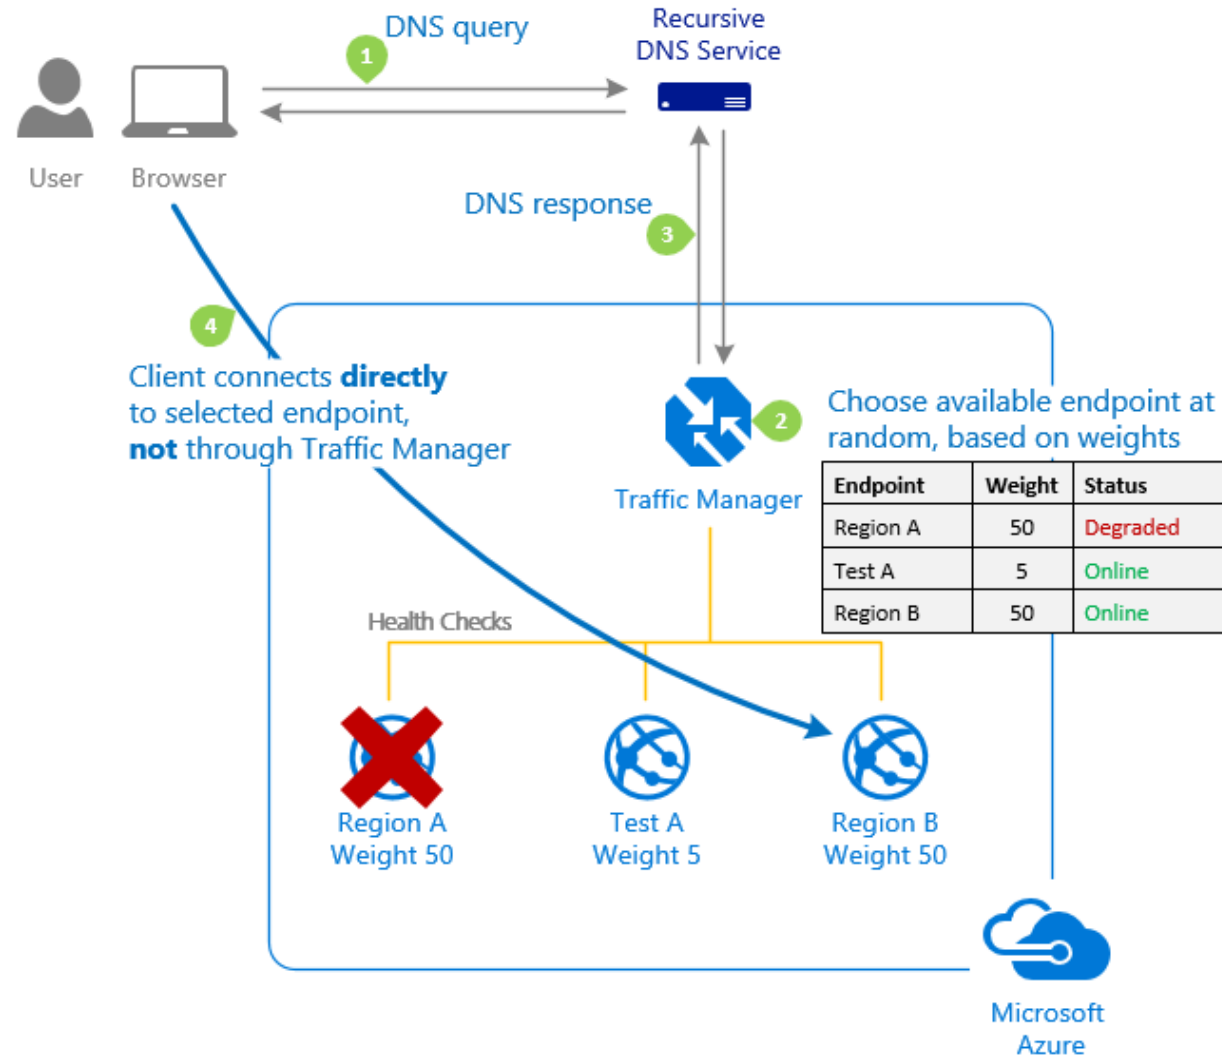 DNS query
Recursive
DNS Service
1
User
Browser
DNS response
3
4
Client connects directly
to selected endpoint,
not through Traffic Manager
2
Choose available endpoint at
random, based on weights
Traffic Manager
Endpoint Weight Status
Region A 50 Degraded
Test A 5 Online
Region B 50 Online
Health Checks
Region A
Weight 50
Test A
Weight 5
Region B
Weight 50
Microsoft
Azure